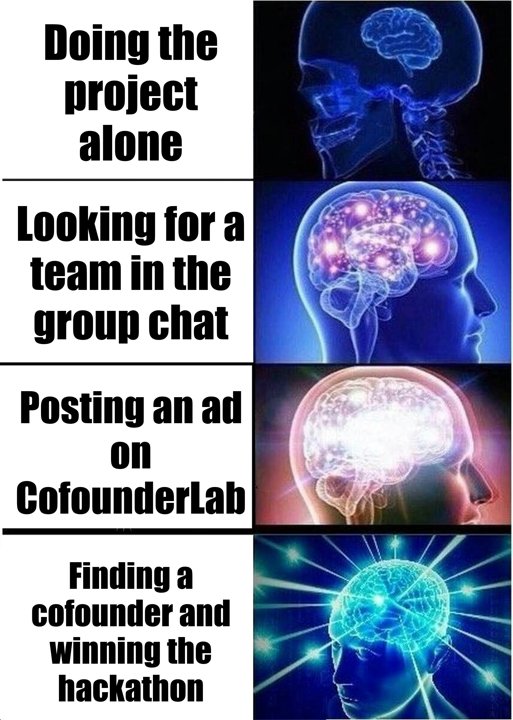 Doing the
project
alone
Looking for a
team in the
group chat
Posting an ad
on
CofounderLab
Finding a
cofounder and
winning the
hackathon